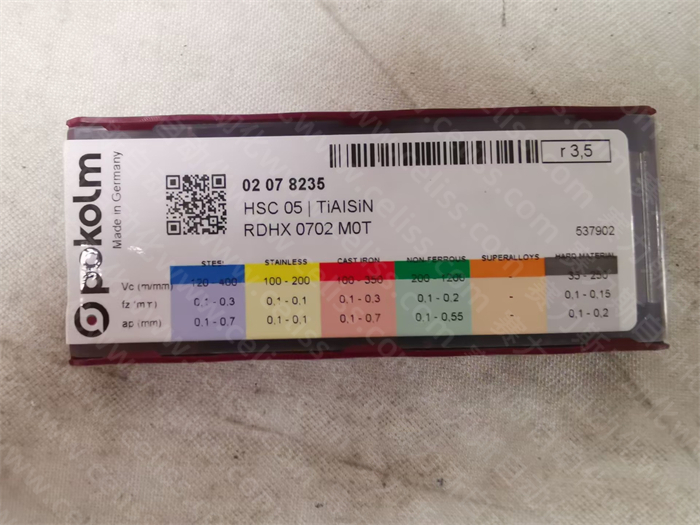 pokolm
Made in Germany
r 3,5
02 07 8235
HSC 05 | TiAlSiN
RDHX 0702 M0T
537902
STEEL STAINLESS CAST IRON NON-FERROUS SUPERALLOYS HARD MATERIAL
Vc (m/min) 120 - 400 100 - 200 100 - 350 200 - 1200 -
fz (mm) 0,1 - 0,3 0,1 - 0,1 0,1 - 0,3 0,1 - 0,2 - 0,1 - 0,15
ap (mm) 0,1 - 0,7 0,1 - 0,1 0,1 - 0,7 0,1 - 0,55 - 0,1 - 0,2